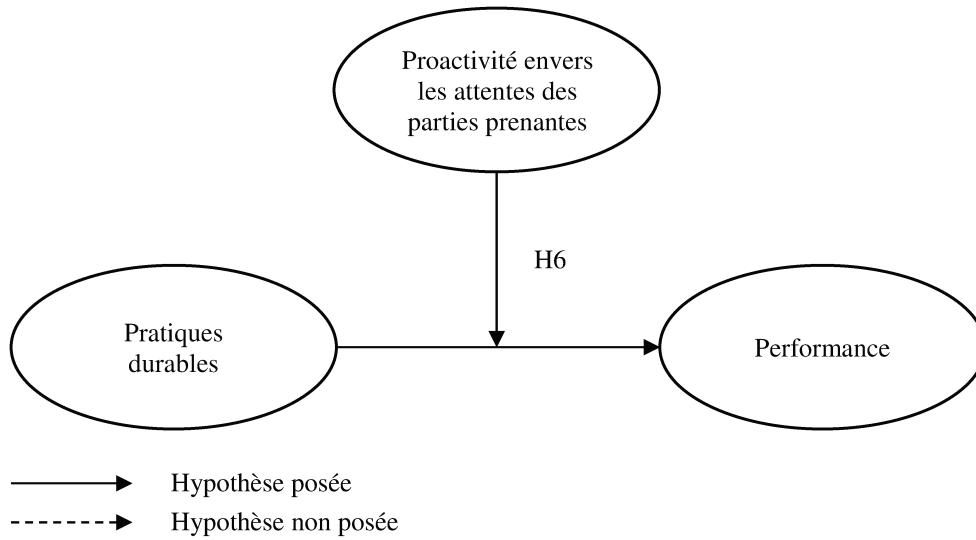 Proactivité envers
les attentes des
parties prenantes
H6
Pratiques
durables
Performance
Hypothèse posée
Hypothèse non posée